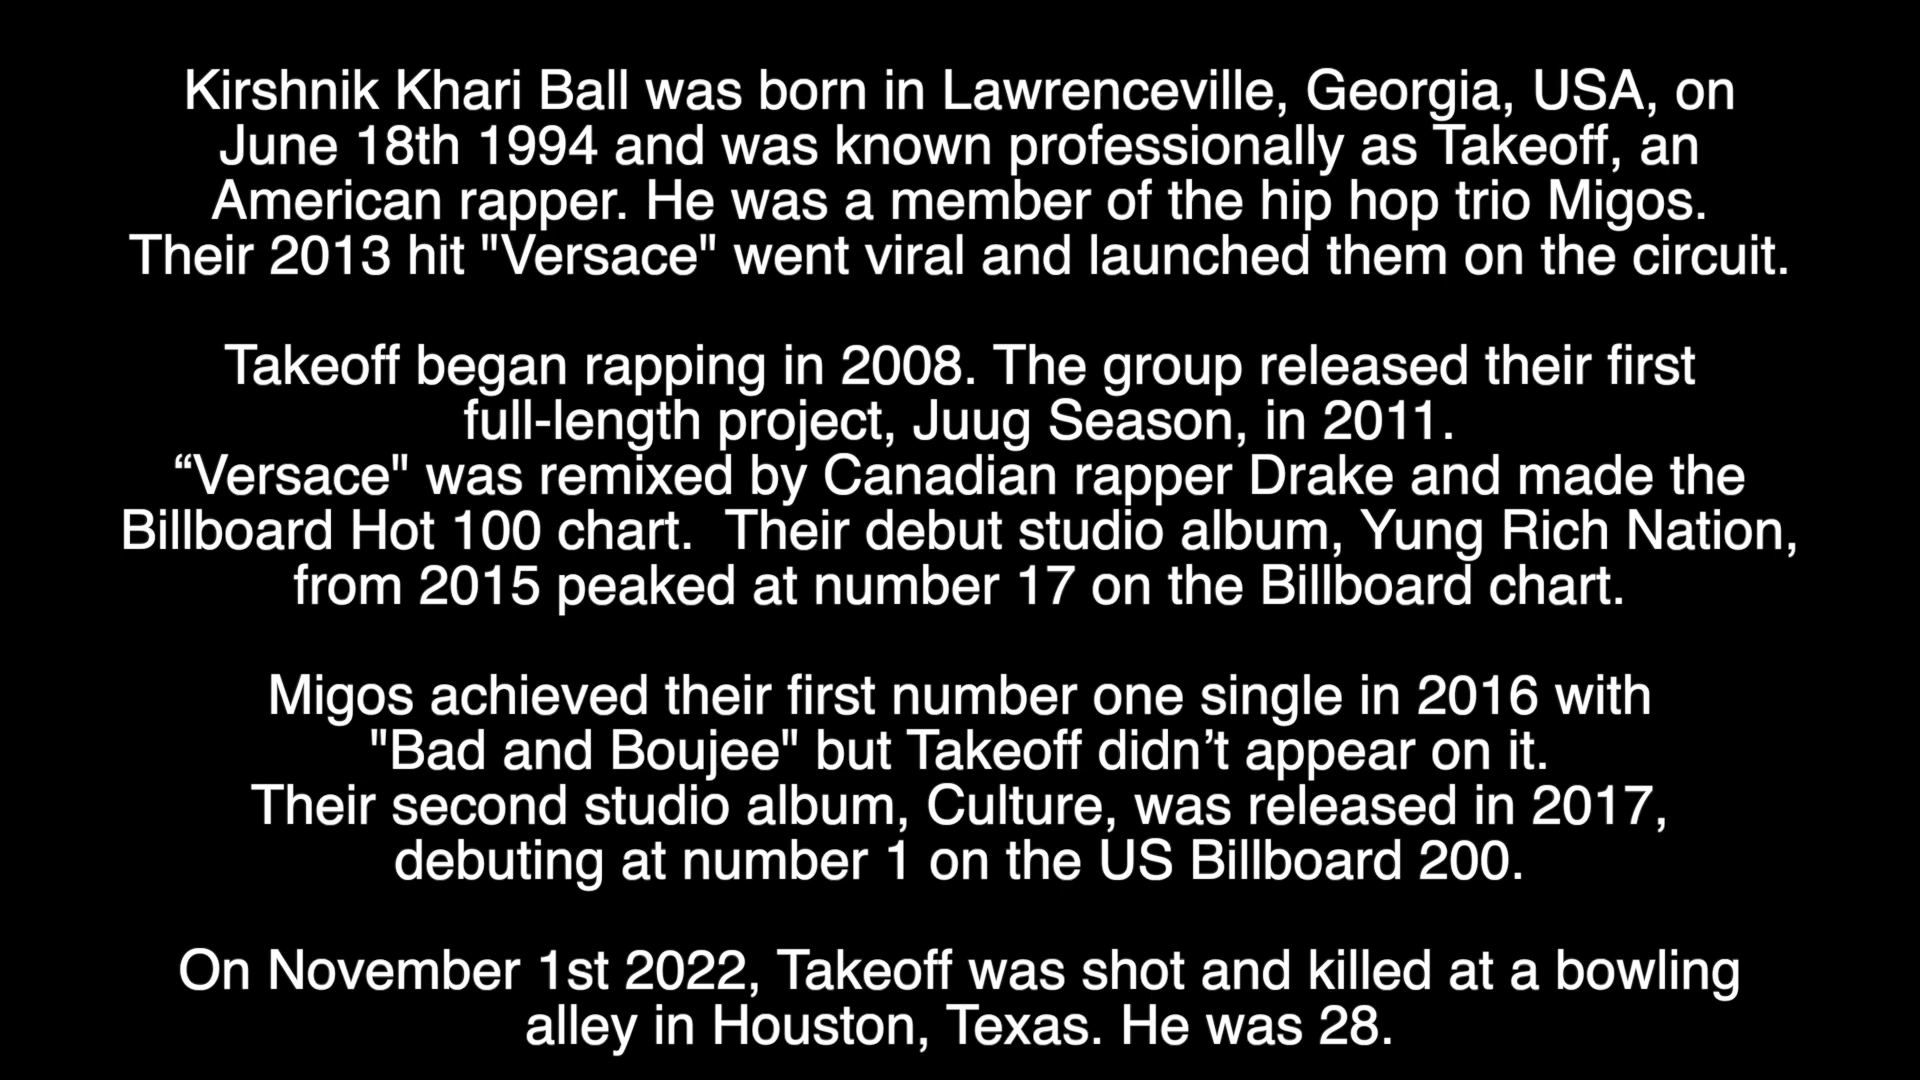 Kirshnik Khari Ball was born in Lawrenceville, Georgia, USA, on
June 18th 1994 and was known professionally as Takeoff, an
American rapper. He was a member of the hip hop trio Migos.
Their 2013 hit "Versace" went viral and launched them on the circuit.
Takeoff began rapping in 2008. The group released their first
full-length project, Juug Season, in 2011.
“Versace" was remixed by Canadian rapper Drake and made the
Billboard Hot 100 chart.  Their debut studio album, Yung Rich Nation,
from 2015 peaked at number 17 on the Billboard chart.
Migos achieved their first number one single in 2016 with
"Bad and Boujee" but Takeoff didn’t appear on it.
Their second studio album, Culture, was released in 2017,
debuting at number 1 on the US Billboard 200.
On November 1st 2022, Takeoff was shot and killed at a bowling
alley in Houston, Texas. He was 28.